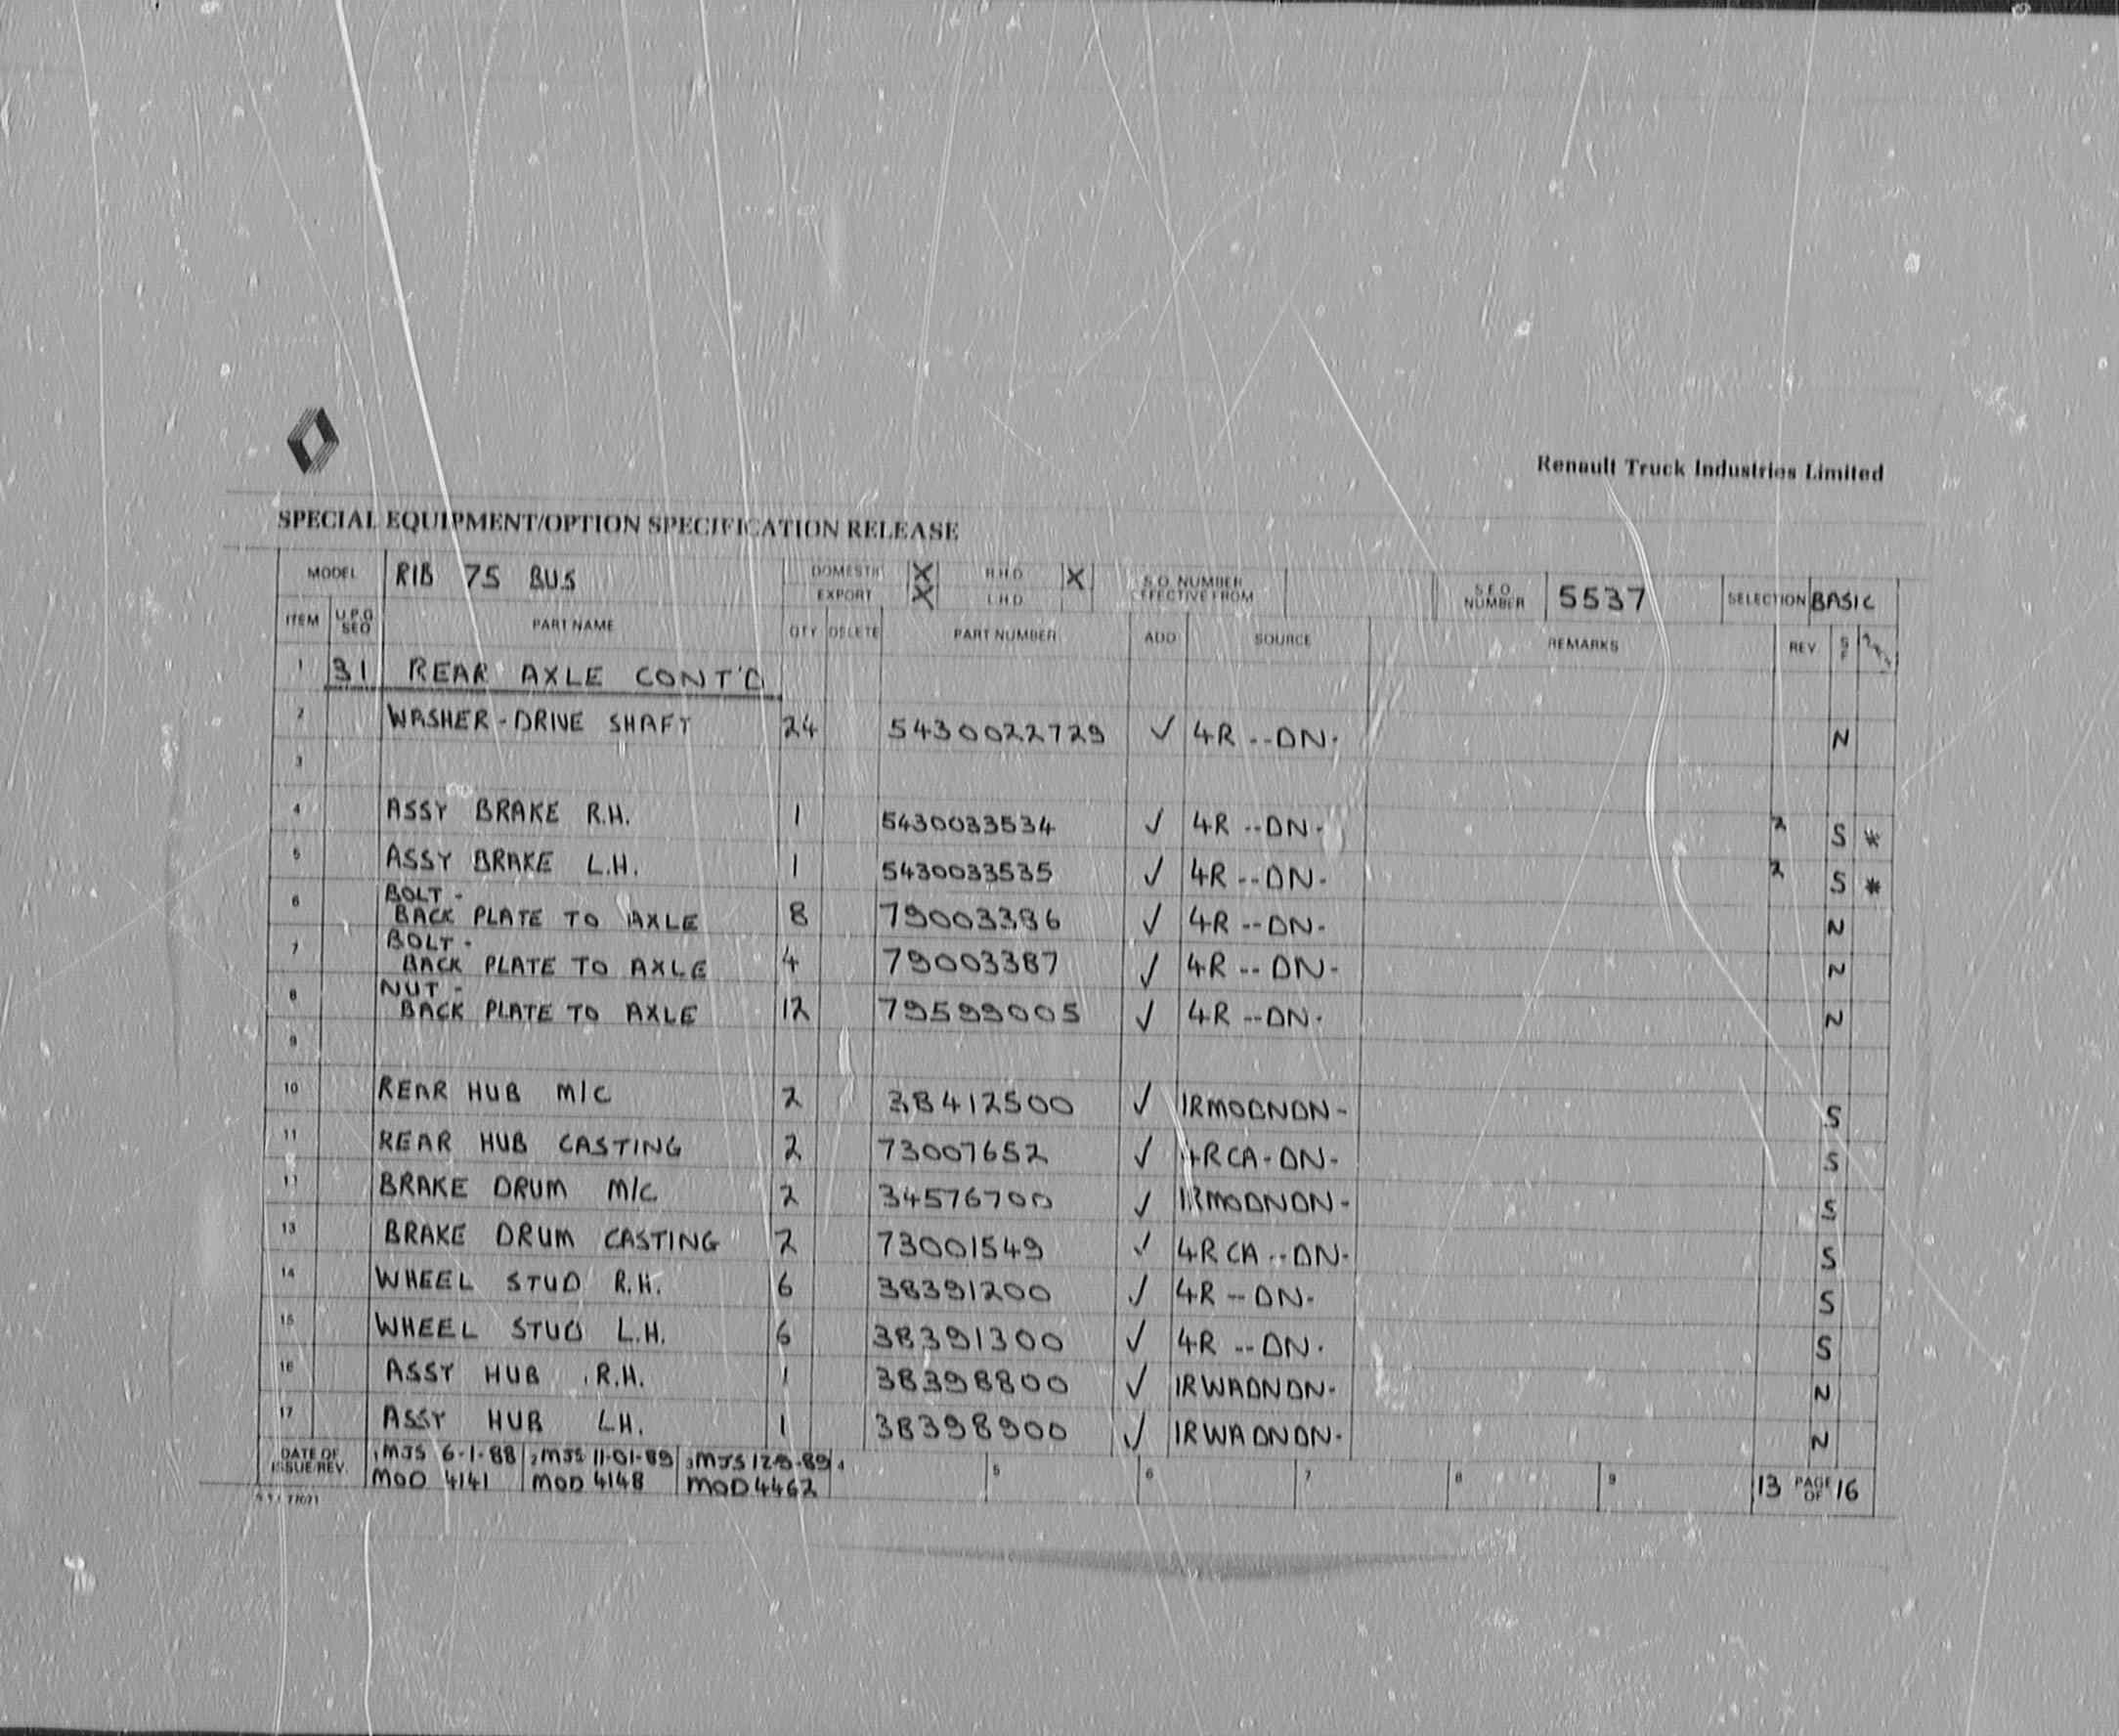 Renault Truck Industries Limited
SPECIAL EQUIPMENT/OPTION SPECIFICATION RELEASE
MODEL RIB 75 BUS DOMESTIC X R.H.D X S.O. NUMBER S.E.O. 5537 SELECTION BASIC
EXPORT X L.H.D EFFECTIVE FROM NUMBER
ITEM U.P.G SEQ PART NAME QTY DELETE PART NUMBER ADD SOURCE REMARKS REV S F
1 31 REAR AXLE CONT'D
2 WASHER - DRIVE SHAFT 24 5430022729 ✓ 4R --DN- N
3
4 ASSY BRAKE R.H. 1 5430033534 ✓ 4R --DN- 2 S *
5 ASSY BRAKE L.H. 1 5430033535 ✓ 4R --DN- 2 S *
BOLT -
6 BACK PLATE TO AXLE 8 79003386 ✓ 4R --DN- N
BOLT -
7 BACK PLATE TO AXLE 4 79003387 ✓ 4R -- DN- N
NUT -
8 BACK PLATE TO AXLE 12 79599005 ✓ 4R --DN- N
9
10 REAR HUB M/C 2 38412500 ✓ 1RMODNDN- S
11 REAR HUB CASTING 2 73007652 ✓ 4RCA-DN- S
BRAKE DRUM M/C 2 34576700 ✓ 1RMODNDN- S
13 BRAKE DRUM CASTING 2 73001549 ✓ 4RCA--DN- S
14 WHEEL STUD R.H. 6 38391200 ✓ 4R -- DN- S
15 WHEEL STUD L.H. 6 38391300 ✓ 4R -- DN- S
16 ASSY HUB R.H. 1 38398800 ✓ 1RWADNDN- N
17 ASSY HUB LH. 1 38398900 ✓ 1RWADNDN- N
DATE OF 1 MJS 6-1-88 2 MJS 11-01-89 3 MJS 4 5 6 7 8 9 13 PAGE OF 16
ISSUE/REV. MOD 4141 MOD 4148 MOD 4462